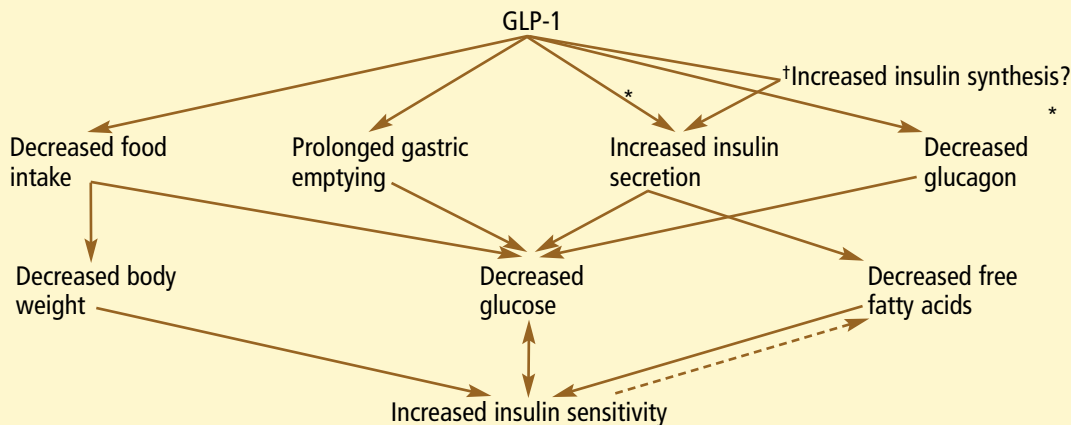 GLP-1
†Increased insulin synthesis?
*
*
Decreased food
intake
Prolonged gastric
emptying
Increased insulin
secretion
Decreased
glucagon
Decreased body
weight
Decreased
glucose
Decreased free
fatty acids
Increased insulin sensitivity